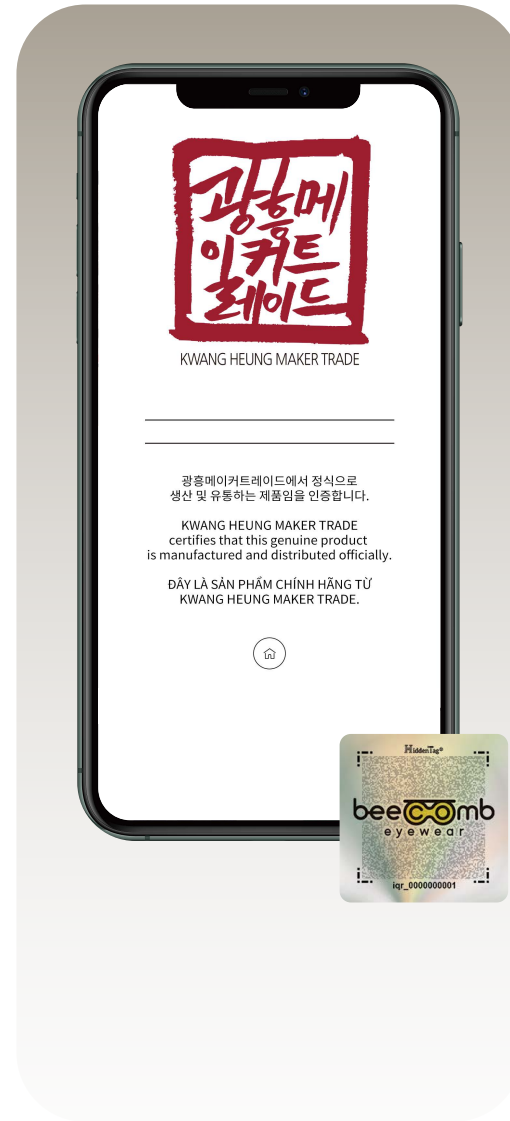 광흥메
이커트
레이드
KWANG HEUNG MAKER TRADE
광흥메이커트레이드에서 정식으로
생산 및 유통하는 제품임을 인증합니다.
KWANG HEUNG MAKER TRADE
certifies that this genuine product
is manufactured and distributed officially.
ĐÂY LÀ SẢN PHẨM CHÍNH HÃNG TỪ
KWANG HEUNG MAKER TRADE.
HiddenTag®
beecomb
eyewear
iqr_0000000001